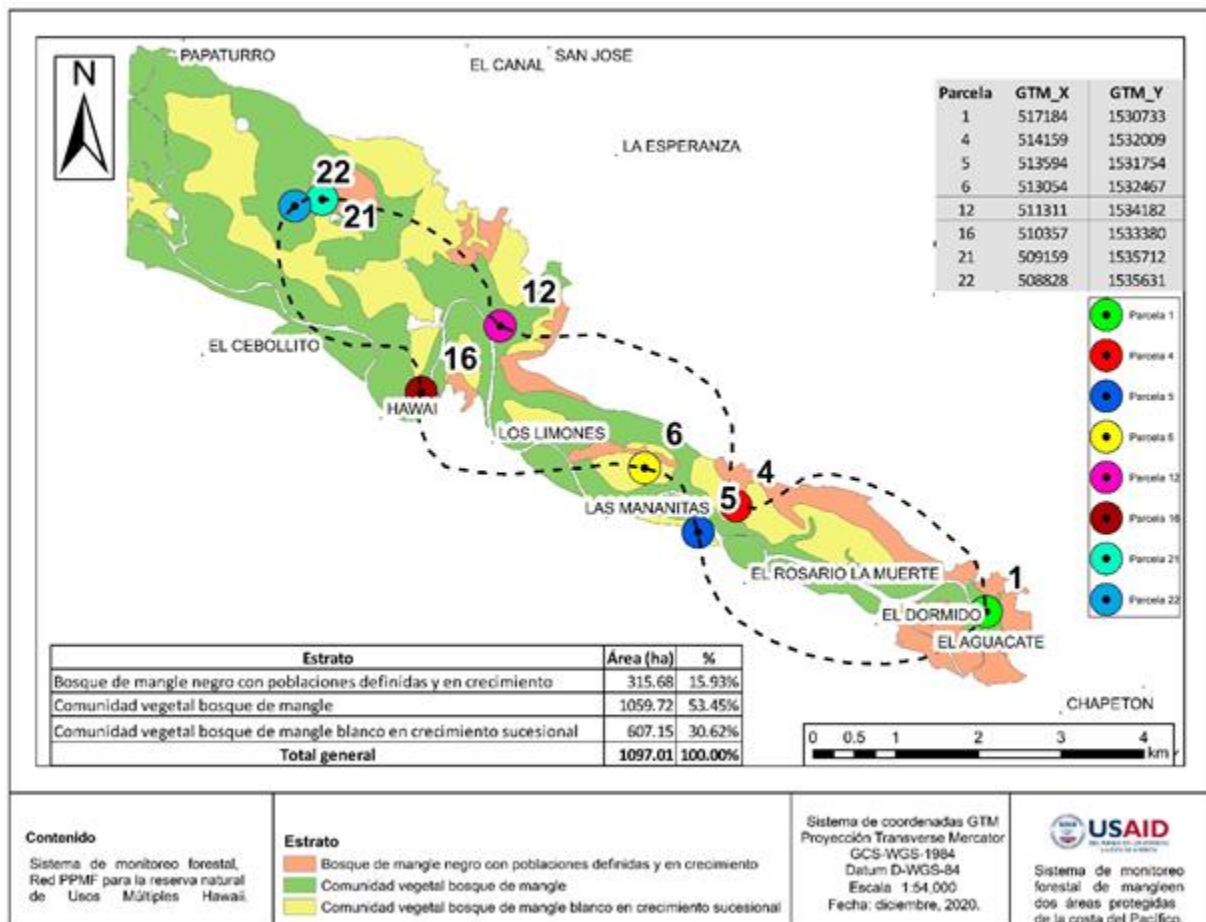 PAPATURRO
EL CANAL
SAN JOSE
N
LA ESPERANZA
Parcela GTM_X GTM_Y
1 517184 1530733
4 514159 1532009
5 513594 1531754
6 513054 1532467
12 511311 1534182
16 510357 1533380
21 509159 1535712
22 508828 1535631
22
21
12
16
EL CEBOLLITO
HAWAI
LOS LIMONES
6
4
5
LAS MANANITAS
EL ROSARIO LA MUERTE
1
EL DORMIDO
EL AGUACATE
CHAPETON
Parcela 1
Parcela 4
Parcela 5
Parcela 6
Parcela 12
Parcela 16
Parcela 21
Parcela 22
Estrato Área (ha) %
Bosque de mangle negro con poblaciones definidas y en crecimiento 315.68 15.93%
Comunidad vegetal bosque de mangle 1059.72 53.45%
Comunidad vegetal bosque de mangle blanco en crecimiento sucesional 607.15 30.62%
Total general 1097.01 100.00%
0 0.5 1 2 3 4
km
Contenido
Sistema de monitoreo forestal,
Red PPMF para la reserva natural
de Usos Múltiples Hawaii.
Estrato
Bosque de mangle negro con poblaciones definidas y en crecimiento
Comunidad vegetal bosque de mangle
Comunidad vegetal bosque de mangle blanco en crecimiento sucesional
Sistema de coordenadas GTM
Proyección Transverse Mercator
GCS-WGS-1984
Datum D-WGS-84
Escala 1:54,000
Fecha: diciembre, 2020.
USAID
Sistema de monitoreo
forestal de mangleen
dos áreas protegidas
de la costa del Pacífico.